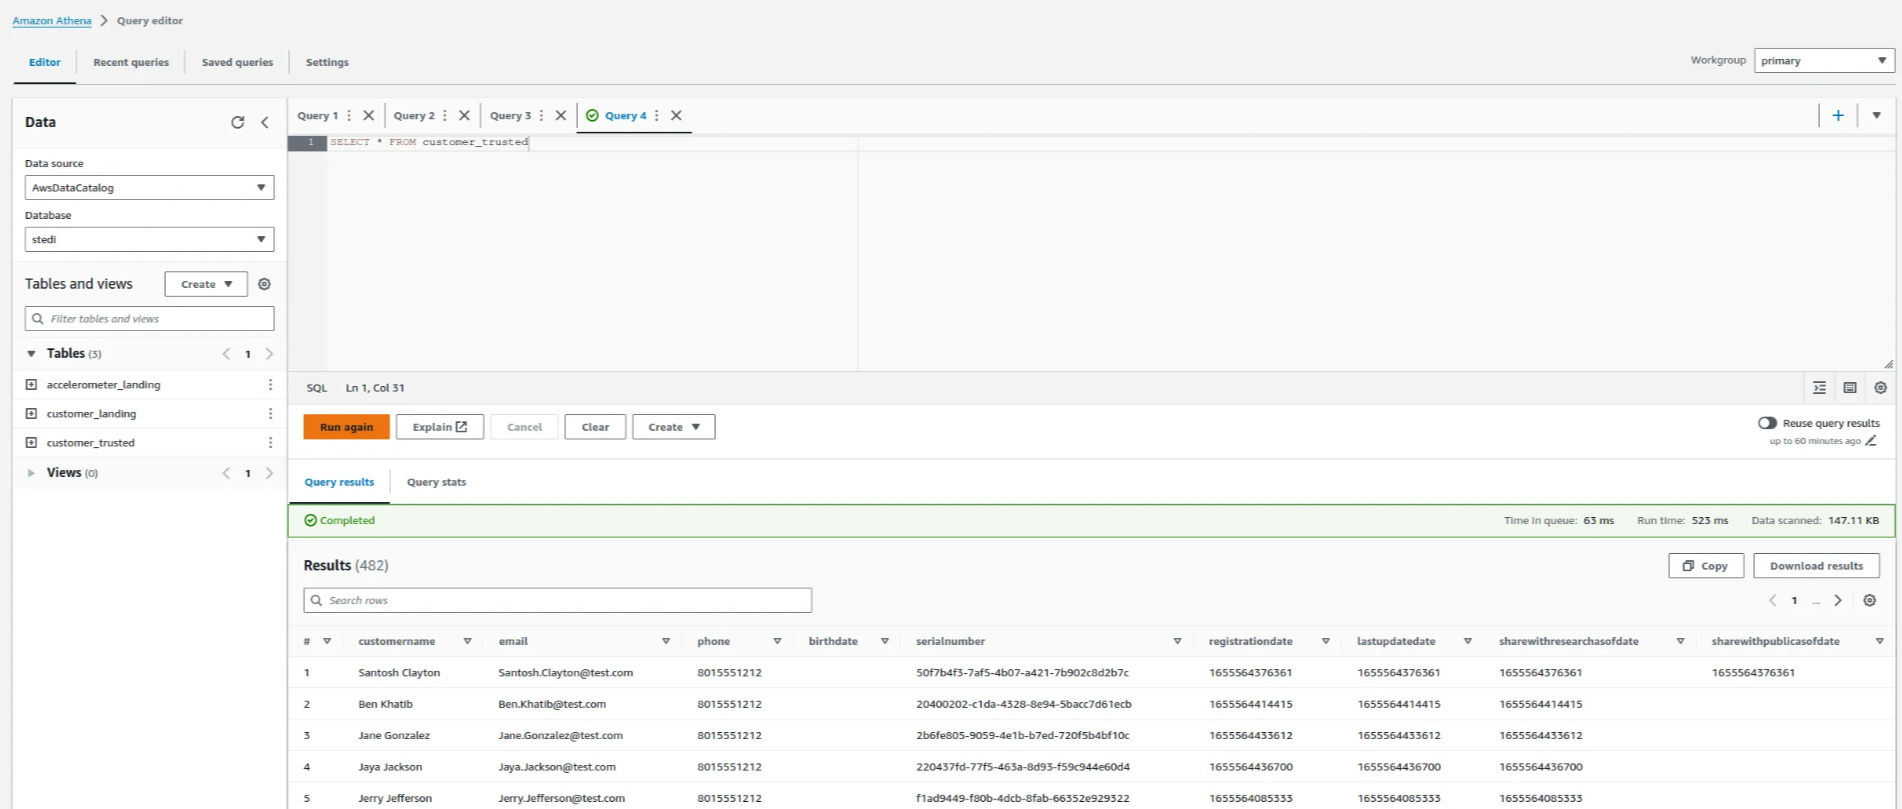 Amazon Athena > Query editor
Editor Recent queries Saved queries Settings
Workgroup primary
Data
Data source
AwsDataCatalog
Database
stedi
Tables and views Create
Filter tables and views
Tables (3) 1
accelerometer_landing
customer_landing
customer_trusted
Views (0) 1
Query 1 Query 2 Query 3 Query 4
1 SELECT * FROM customer_trusted
SQL Ln 1, Col 31
Run again Explain Cancel Clear Create
Reuse query results
up to 60 minutes ago
Query results Query stats
Completed Time in queue: 63 ms Run time: 523 ms Data scanned: 147.11 KB
Results (482) Copy Download results
Search rows 1 ...
# customername email phone birthdate serialnumber registrationdate lastupdatedate sharewithresearchasofdate sharewithpublicasofdate
1 Santosh Clayton Santosh.Clayton@test.com 8015551212 50f7b4f3-7af5-4b07-a421-7b902c8d2b7c 1655564376361 1655564376361 1655564376361 1655564376361
2 Ben Khatib Ben.Khatib@test.com 8015551212 20400202-c1da-4328-8e94-5bacc7d61ecb 1655564414415 1655564414415 1655564414415
3 Jane Gonzalez Jane.Gonzalez@test.com 8015551212 2b6fe805-9059-4e1b-b7ed-720f5b4bf10c 1655564433612 1655564433612 1655564433612
4 Jaya Jackson Jaya.Jackson@test.com 8015551212 220437fd-77f5-463a-8d93-f59c944e60d4 1655564436700 1655564436700 1655564436700
5 Jerry Jefferson Jerry.Jefferson@test.com 8015551212 f1ad9449-f80b-4dcb-8fab-66352e929322 1655564085333 1655564085333 1655564085333